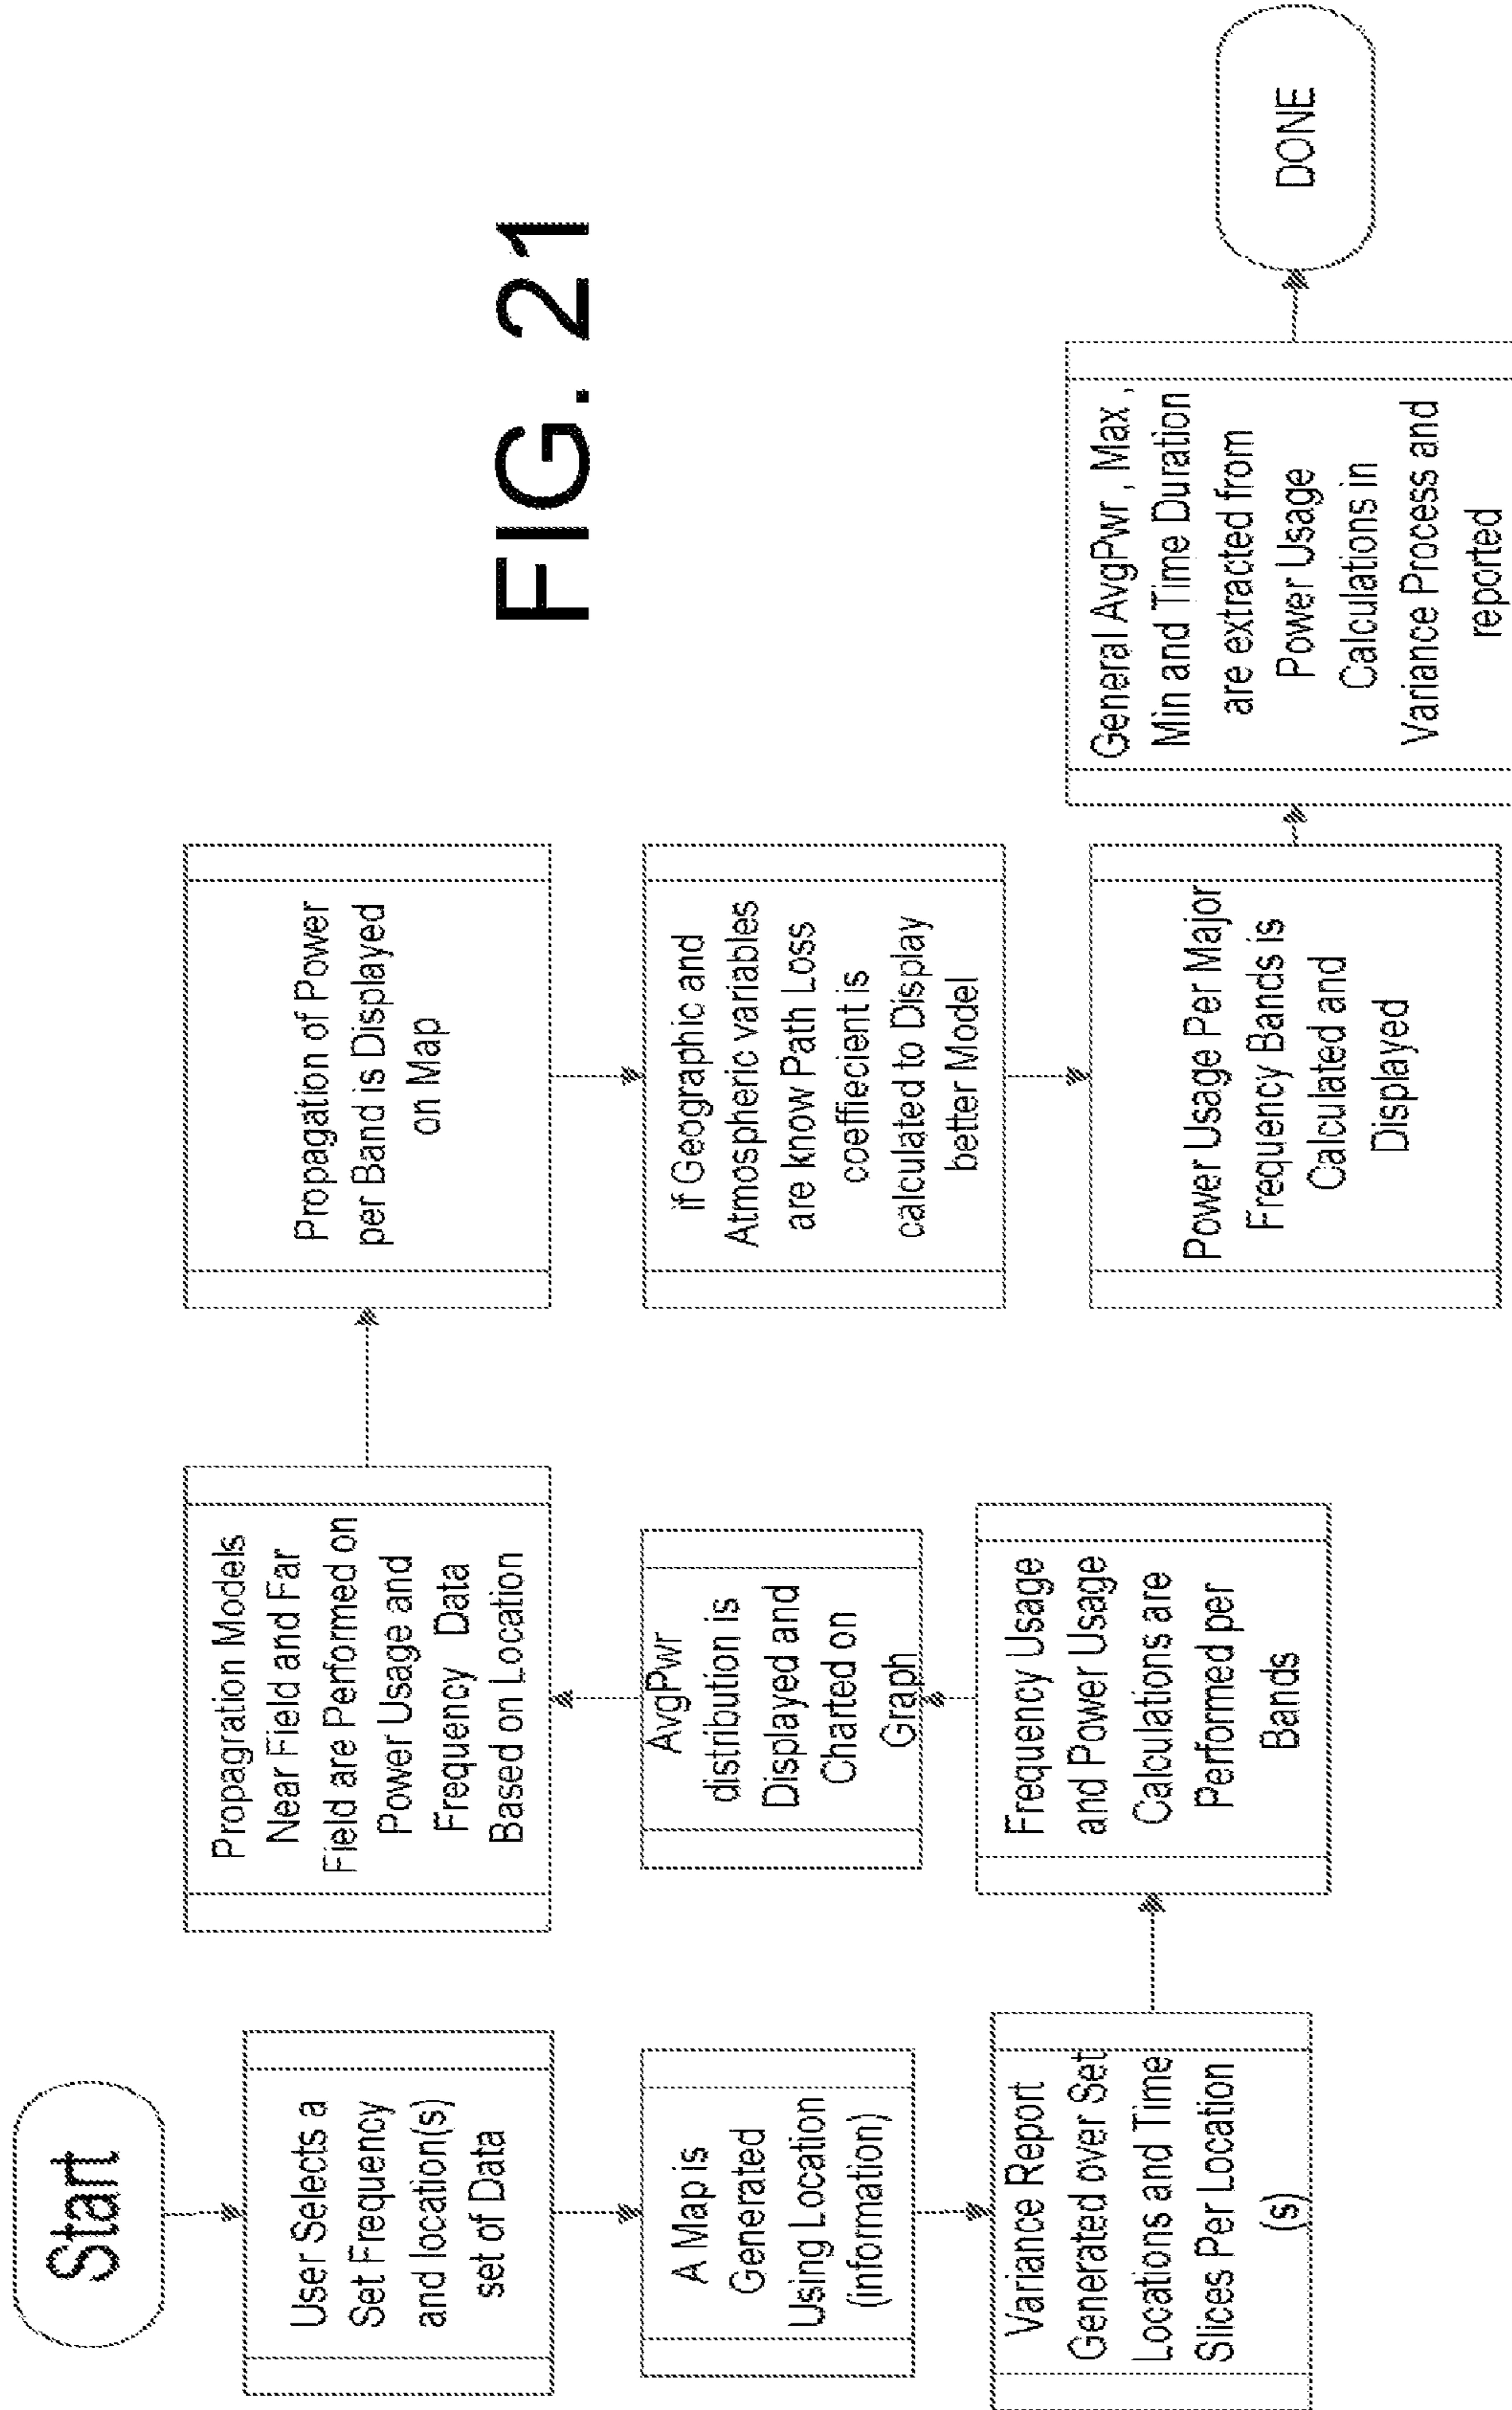 Start
User Selects a
Set Frequency
and location(s)
set of Data
A Map is
Generated
Using Location
(information)
Variance Report
Generated over Set
Locations and Time
Slices Per Location
(s)
Frequency Usage
and Power Usage
Calculations are
Performed per
Bands
AvgPwr
distribution is
Displayed and
Charted on
Graph
Propagration Models
Near Field and Far
Field are Performed on
Power Usage and
Frequency Data
Based on Location
Propagation of Power
per Band is Displayed
on Map
if Geographic and
Atmospheric variables
are know Path Loss
coeffiecient is
calculated to Display
better Model
Power Usage Per Major
Frequency Bands is
Calculated and
Displayed
General AvgPwr , Max ,
Min and Time Duration
are extracted from
Power Usage
Calculations in
Variance Process and
reported
DONE
FIG. 21